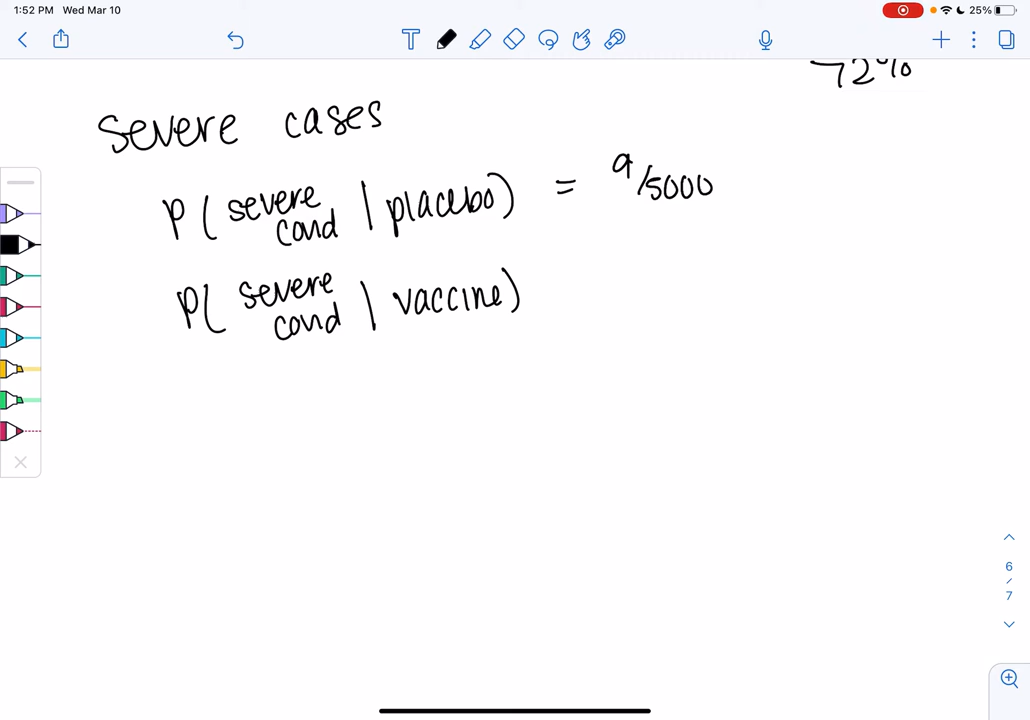 1:52 PM Wed Mar 10
25%
T
72%
severe cases
P( severe cond | placebo) = 9/5000
P( severe cond | vaccine)
6
/
7